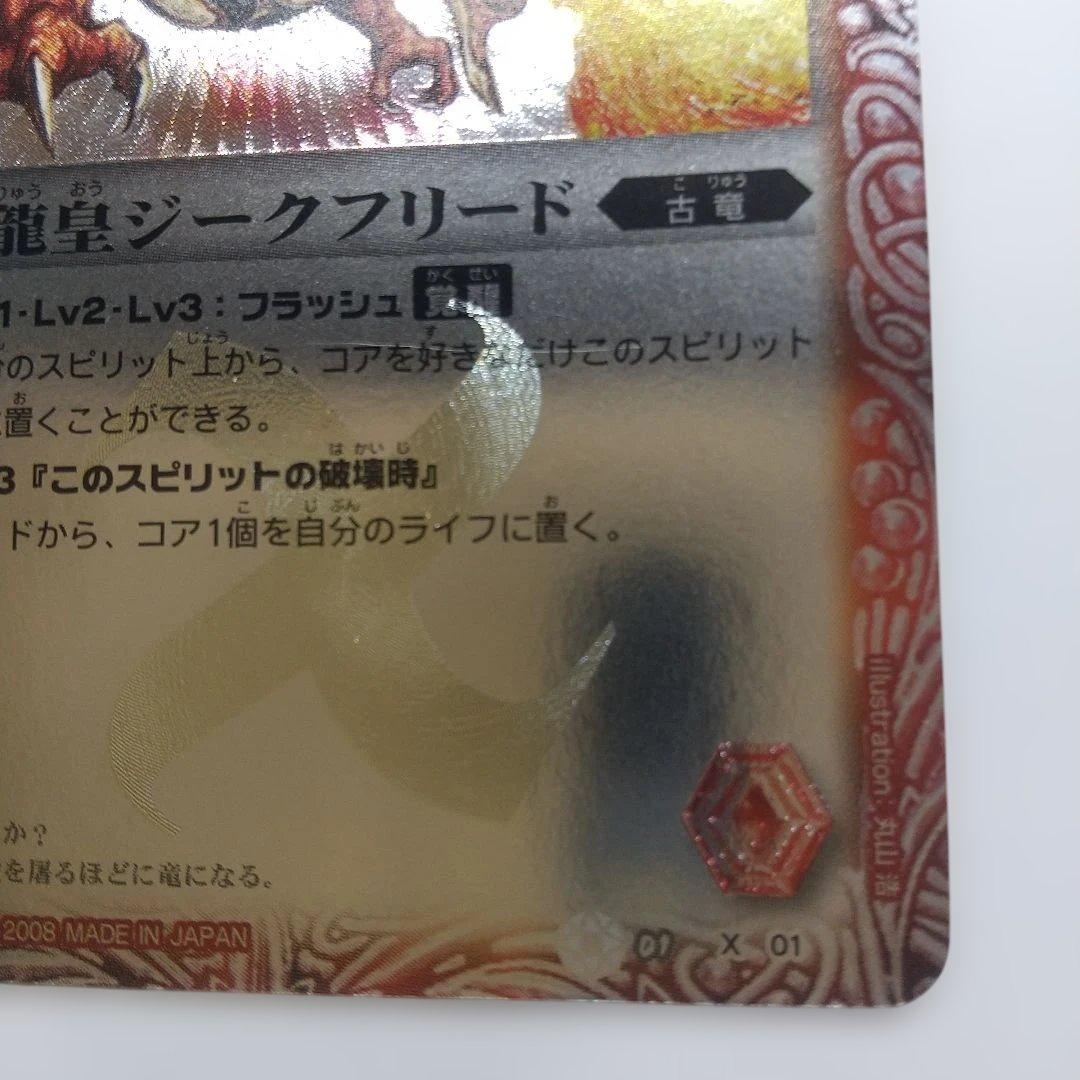 龍皇ジークフリード
りゅう おう
古竜
こ りゅう
1・Lv2・Lv3：フラッシュ 覚醒
かく せい
のスピリット上から、コアを好きなだけこのスピリット
じょう す
置くことができる。
お
3『このスピリットの破壊時』
は かい じ
ドから、コア1個を自分のライフに置く。
こ じ ぶん お
か？
を屠るほどに竜になる。
illustration: 丸山 浩
2008 MADE IN JAPAN
01 X 01